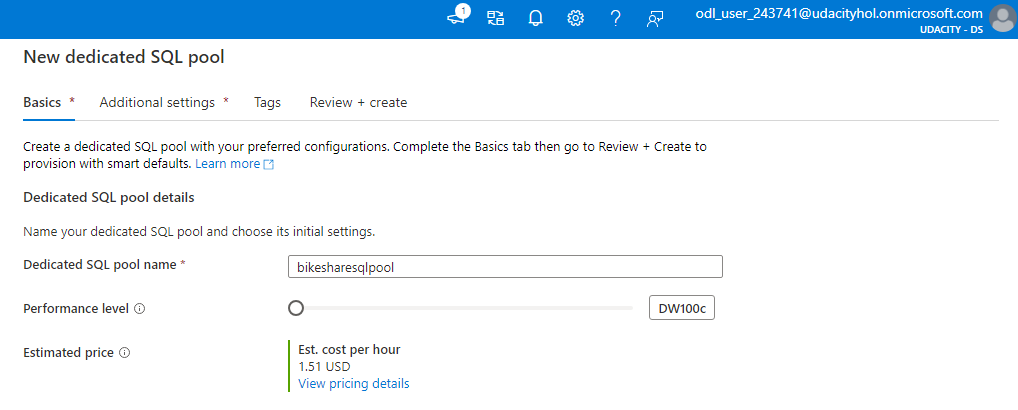 1
odl_user_243741@udacityhol.onmicrosoft.com
UDACITY - DS
New dedicated SQL pool
Basics * Additional settings * Tags Review + create
Create a dedicated SQL pool with your preferred configurations. Complete the Basics tab then go to Review + Create to
provision with smart defaults. Learn more
Dedicated SQL pool details
Name your dedicated SQL pool and choose its initial settings.
Dedicated SQL pool name * bikesharesqlpool
Performance level DW100c
Estimated price Est. cost per hour
1.51 USD
View pricing details